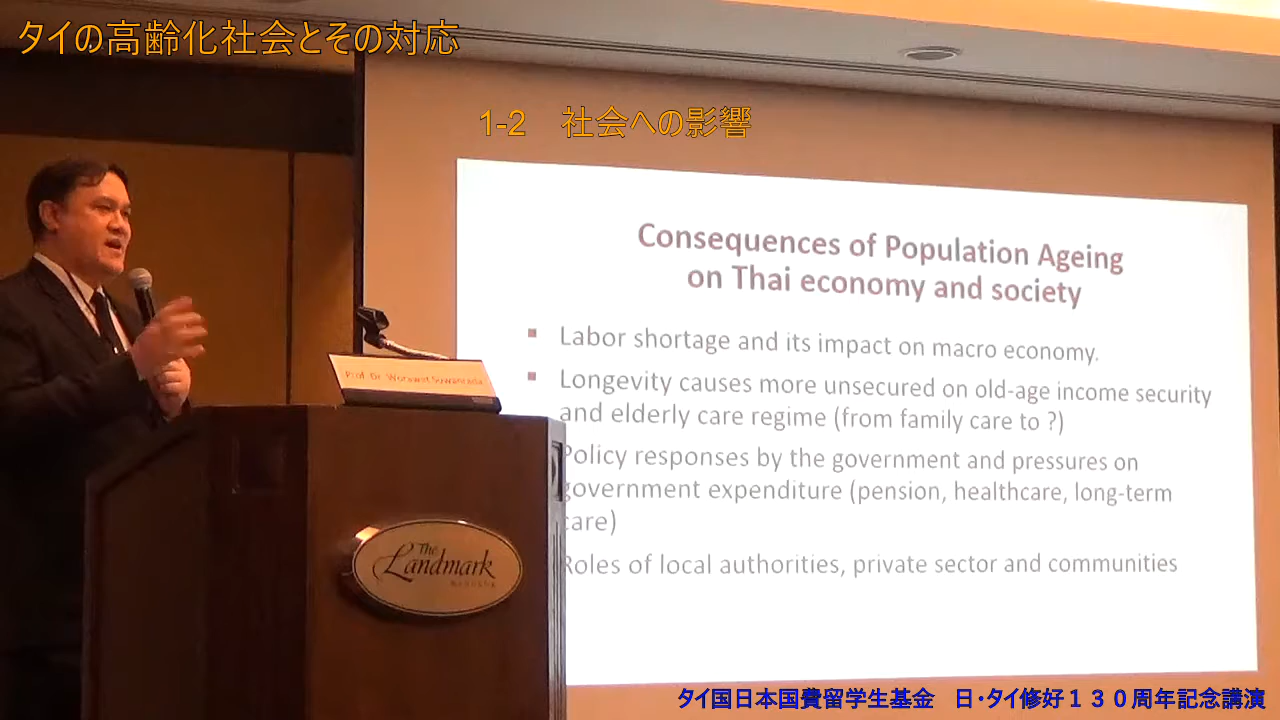 タイの高齢化社会とその対応
1-2 社会への影響
Consequences of Population Ageing
on Thai economy and society
Labor shortage and its impact on macro economy.
Longevity causes more unsecured on old-age income security
and elderly care regime (from family care to ?)
Policy responses by the government and pressures on
government expenditure (pension, healthcare, long-term
care)
Roles of local authorities, private sector and communities
Prof. Dr. Worawet Suwanrada
The
Landmark
BANGKOK
タイ国日本国費留学生基金 日・タイ修好130周年記念講演